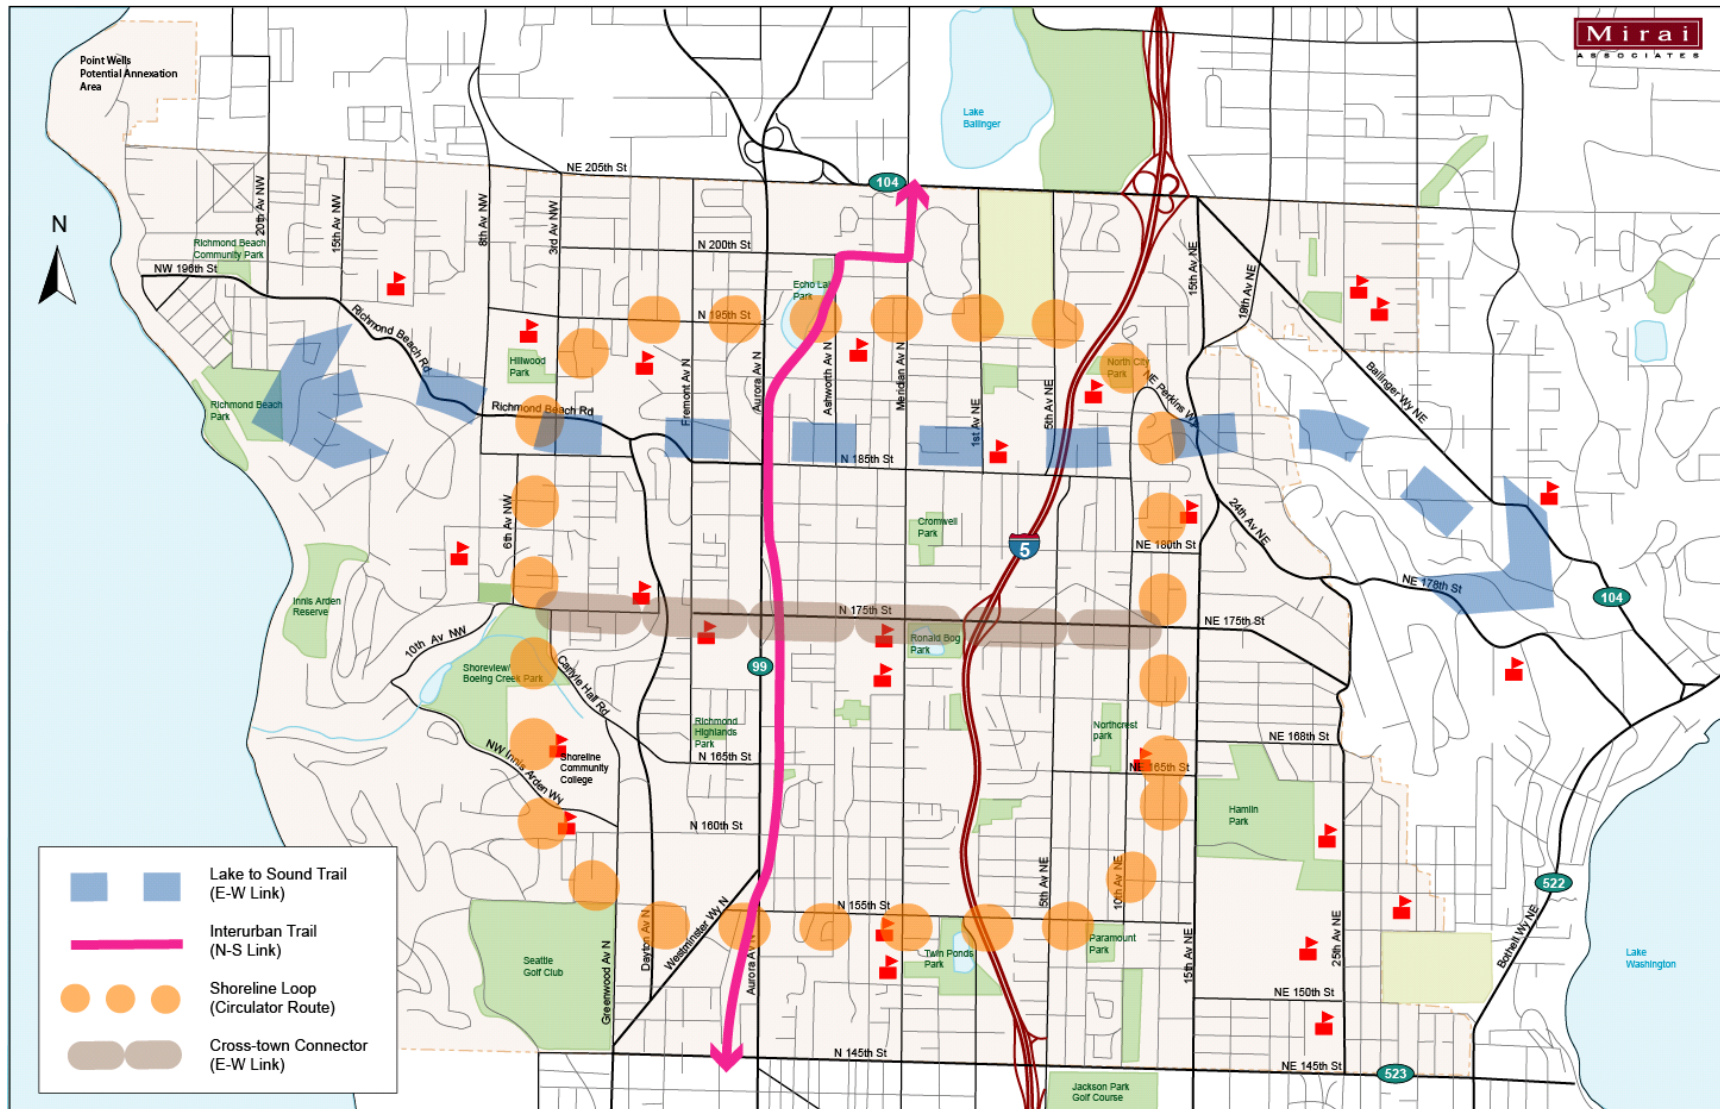 Mirai
ASSOCIATES
Point Wells
Potential Annexation
Area
Lake
Ballinger
NE 205th St
104
20th Av NW
15th Av NW
8th Av NW
3rd Av NW
N 200th St
15th Av NE
19th Av NE
N
Richmond Beach
Community Park
NW 196th St
Echo Lake
Park
N 195th St
Richmond Beach Rd
Hillwood
Park
Fremont Av N
Aurora Av N
Ashworth Av N
Meridian Av N
1st Av NE
5th Av NE
North City
Park
NE Perkins Wy
Ballinger Wy NE
Richmond Beach
Park
Richmond Beach Rd
N 185th St
6th Av NW
Cromwell
Park
5
NE 180th St
24th Av NE
NE 178th St
104
Innis Arden
Reserve
N 175th St
NE 175th St
10th Av NW
Ronald Bog
Park
Shoreview/
Boeing Creek Park
Carlyle Hall Rd
99
Richmond
Highlands
Park
Northcrest
park
NE 168th St
N 165th St
NE 165th St
NW Innis Arden Wy
Shoreline
Community
College
Hamlin
Park
N 160th St
Lake to Sound Trail
(E-W Link)
Interurban Trail
(N-S Link)
Shoreline Loop
(Circulator Route)
Cross-town Connector
(E-W Link)
5th Av NE
10th Av NE
522
N 155th St
Westminster Wy N
Dayton Av N
Greenwood Av N
Aurora Av N
Seattle
Golf Club
Twin Ponds
Park
Paramount
Park
15th Av NE
25th Av NE
Bothell Wy NE
Lake
Washington
NE 150th St
N 145th St
NE 145th St
523
Jackson Park
Golf Course